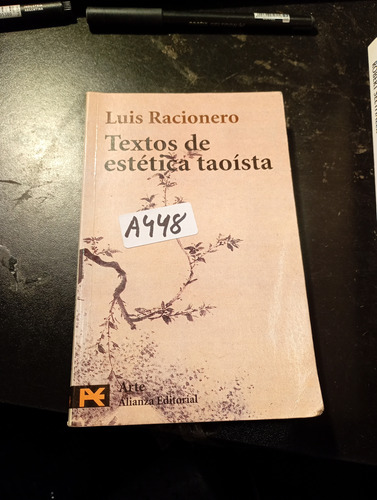 Luis Racionero
Textos de
estética taoísta
A448
Arte
Alianza Editorial